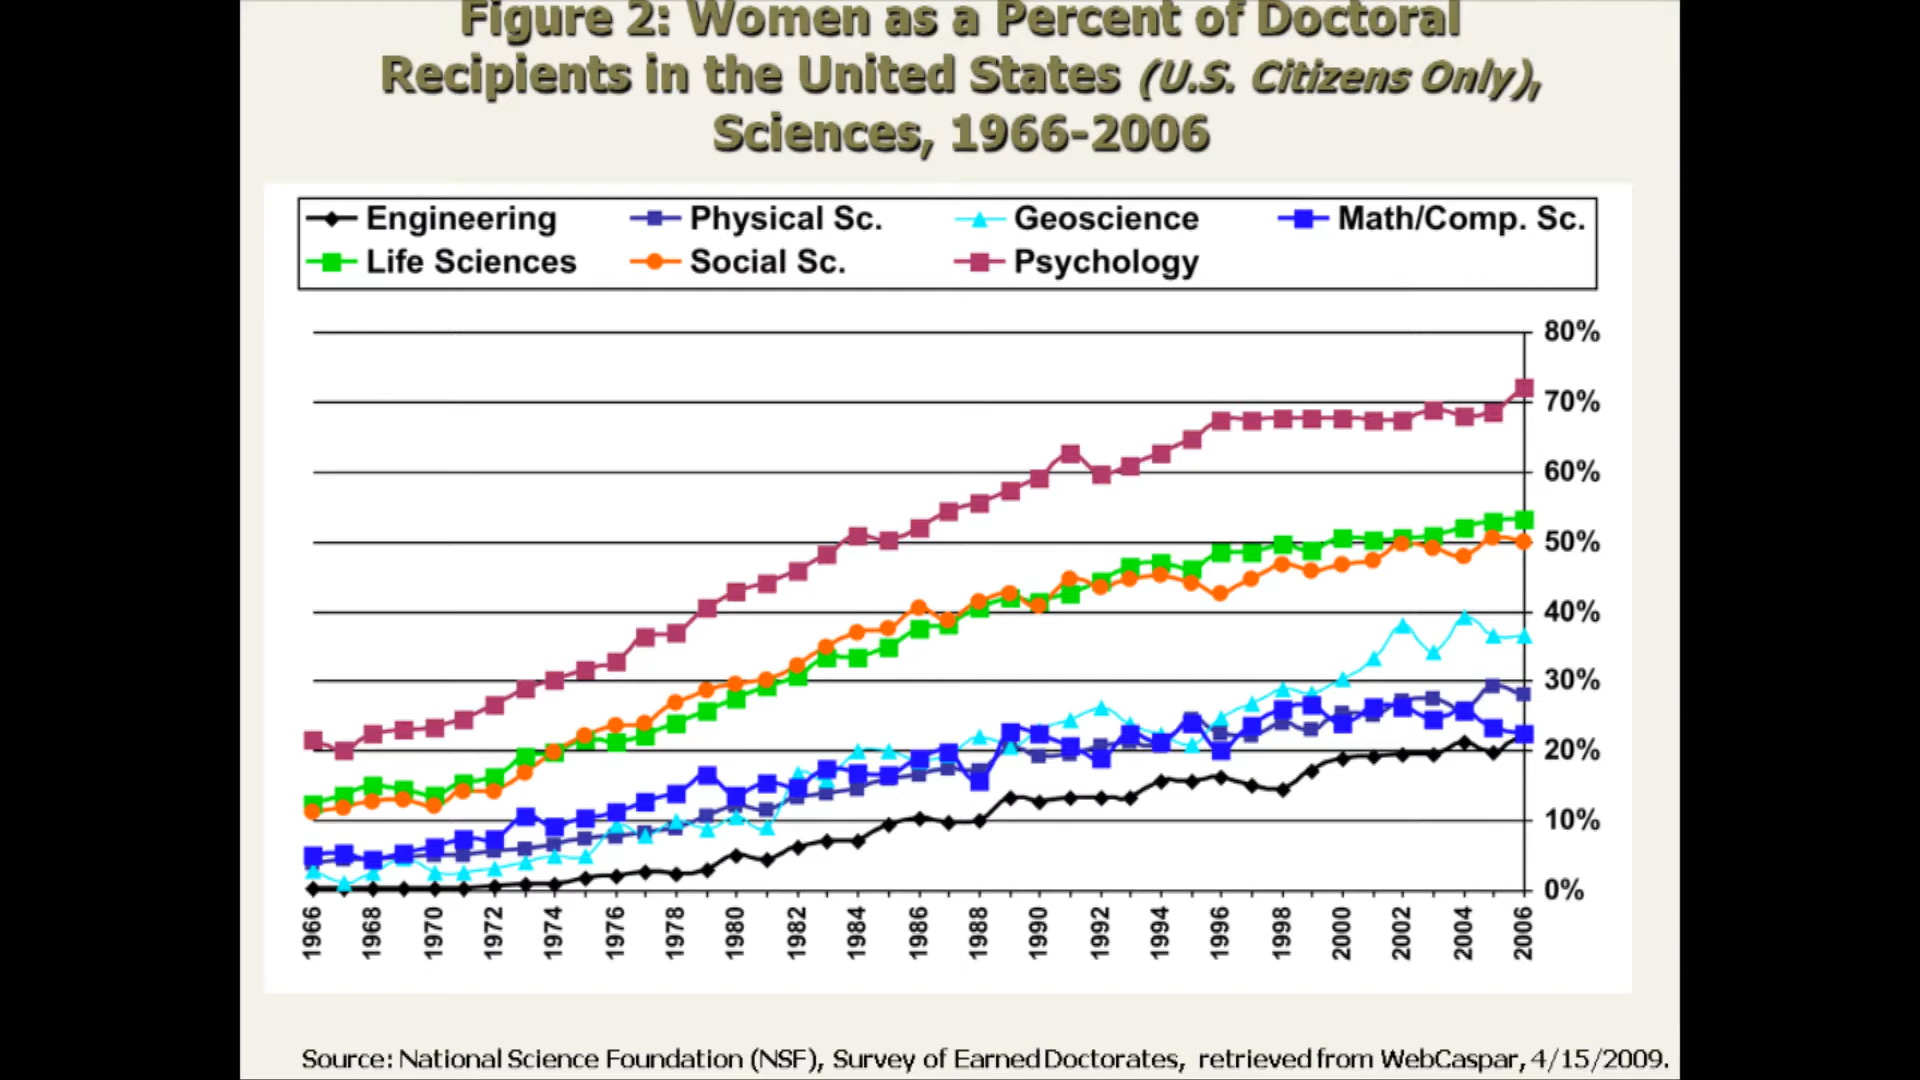 Figure 2: Women as a Percent of Doctoral
Recipients in the United States (U.S. Citizens Only),
Sciences, 1966-2006
Engineering Physical Sc. Geoscience Math/Comp. Sc.
Life Sciences Social Sc. Psychology
80%
70%
60%
50%
40%
30%
20%
10%
0%
1966 1968 1970 1972 1974 1976 1978 1980 1982 1984 1986 1988 1990 1992 1994 1996 1998 2000 2002 2004 2006
Source: National Science Foundation (NSF), Survey of Earned Doctorates, retrieved from WebCaspar, 4/15/2009.